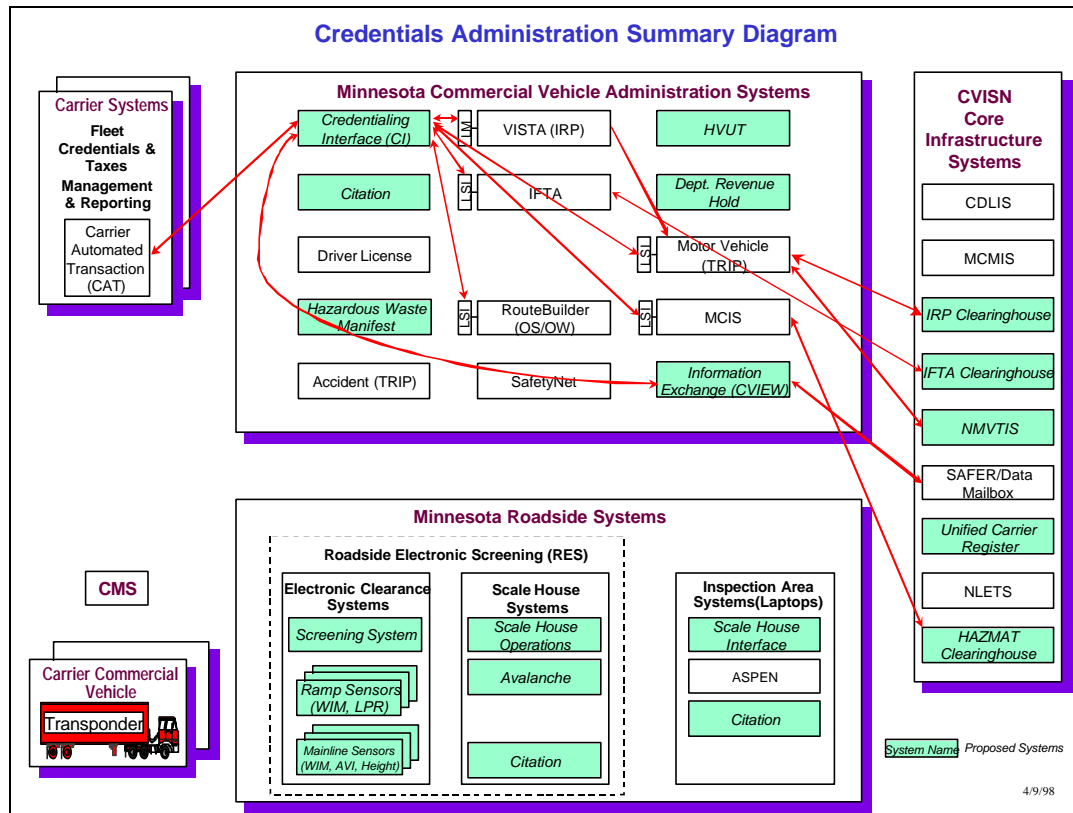 Credentials Administration Summary Diagram
Carrier Systems
Fleet
Credentials &
Taxes
Management
& Reporting
Carrier
Automated
Transaction
(CAT)
Minnesota Commercial Vehicle Administration Systems
Credentialing
Interface (CI)
LIM
VISTA (IRP)
HVUT
Citation
LSI
IFTA
Dept. Revenue
Hold
Driver License
LSI
Motor Vehicle
(TRIP)
Hazardous Waste
Manifest
LSI
RouteBuilder
(OS/OW)
LSI
MCIS
Accident (TRIP)
SafetyNet
Information
Exchange (CVIEW)
CVISN
Core
Infrastructure
Systems
CDLIS
MCMIS
IRP Clearinghouse
IFTA Clearinghouse
NMVTIS
SAFER/Data
Mailbox
Unified Carrier
Register
NLETS
HAZMAT
Clearinghouse
Minnesota Roadside Systems
Roadside Electronic Screening (RES)
Electronic Clearance
Systems
Screening System
Ramp Sensors
(WIM, LPR)
Mainline Sensors
(WIM, AVI, Height)
Scale House
Systems
Scale House
Operations
Avalanche
Citation
Inspection Area
Systems(Laptops)
Scale House
Interface
ASPEN
Citation
CMS
Carrier Commercial
Vehicle
Transponder
System Name Proposed Systems
4/9/98